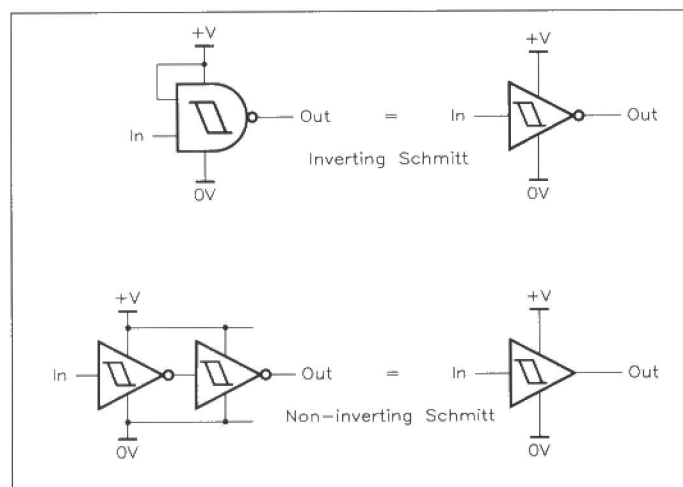 +V +V
In Out = In Out
Inverting Schmitt
0V 0V
+V +V
In Out = In Out
Non-inverting Schmitt
0V 0V